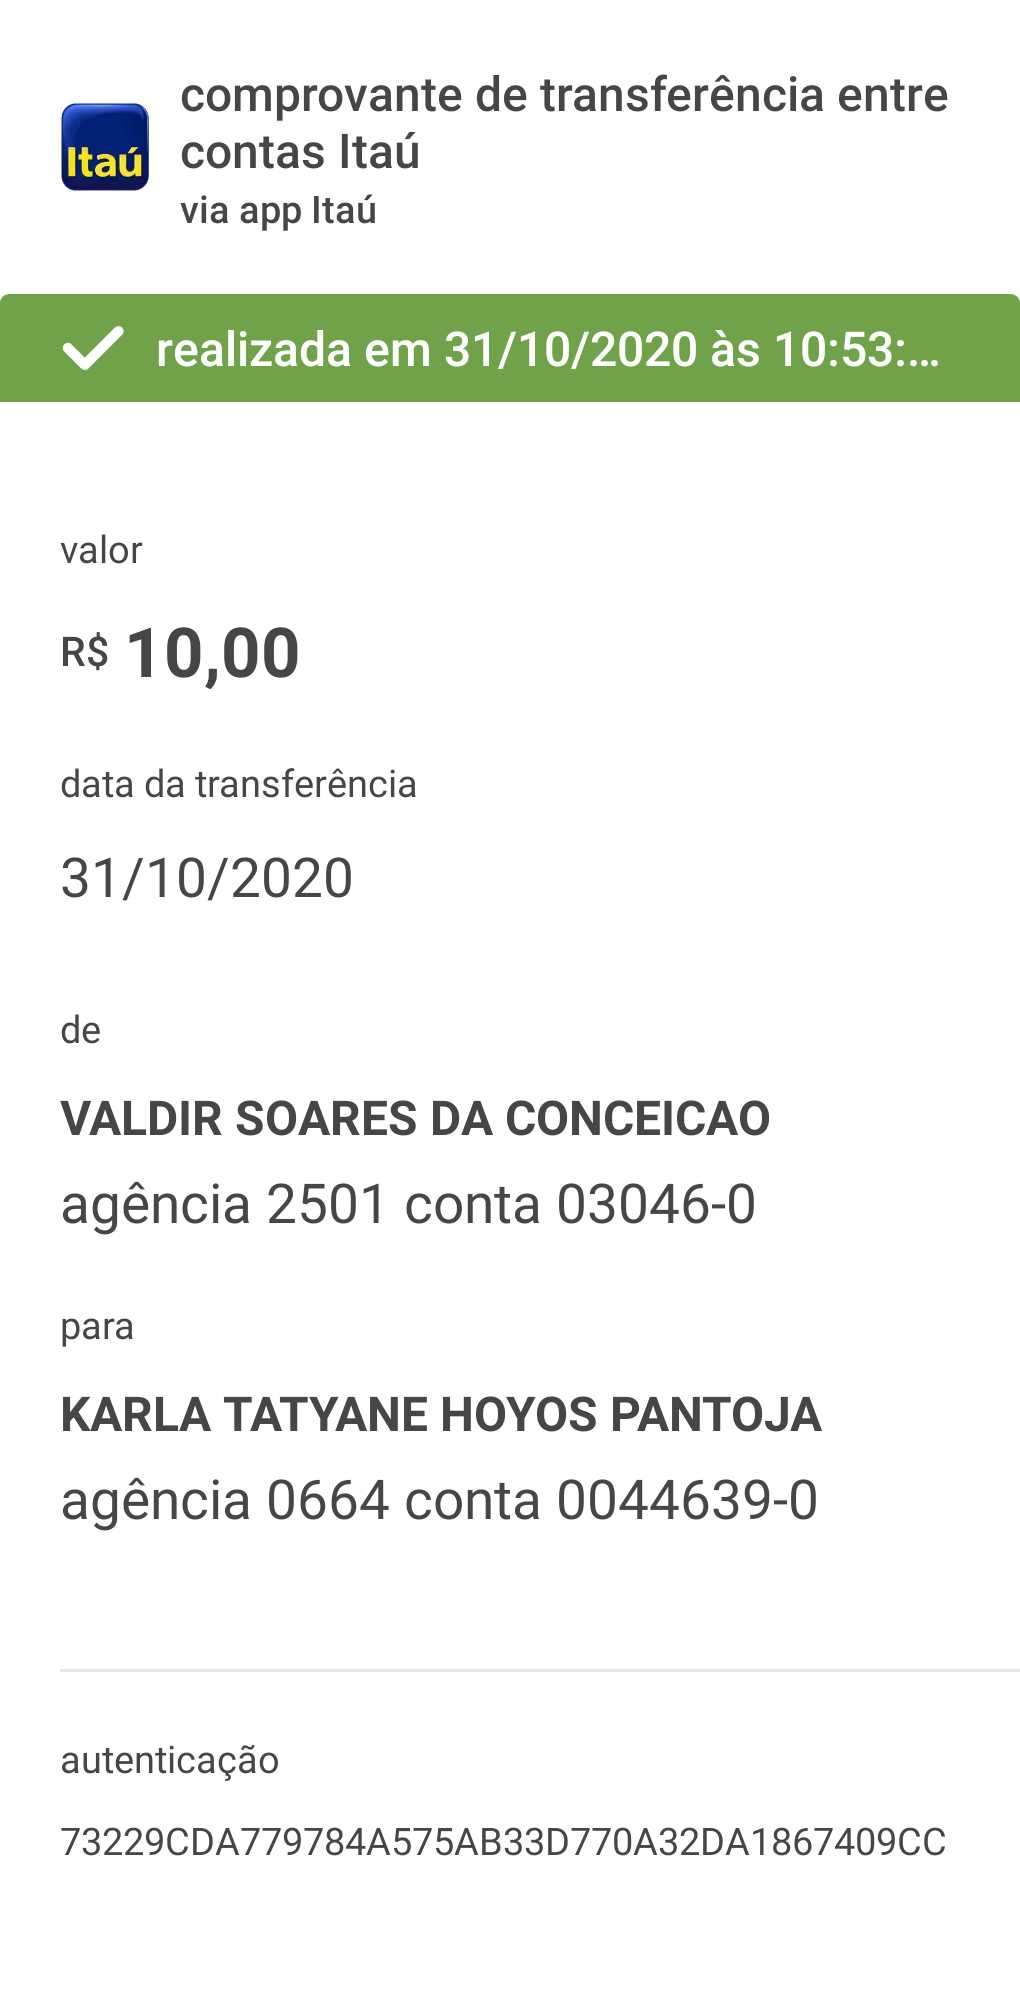 comprovante de transferência entre
contas Itaú
via app Itaú
Itaú
realizada em 31/10/2020 às 10:53:...
valor
R$ 10,00
data da transferência
31/10/2020
de
VALDIR SOARES DA CONCEICAO
agência 2501 conta 03046-0
para
KARLA TATYANE HOYOS PANTOJA
agência 0664 conta 0044639-0
autenticação
73229CDA779784A575AB33D770A32DA1867409CC